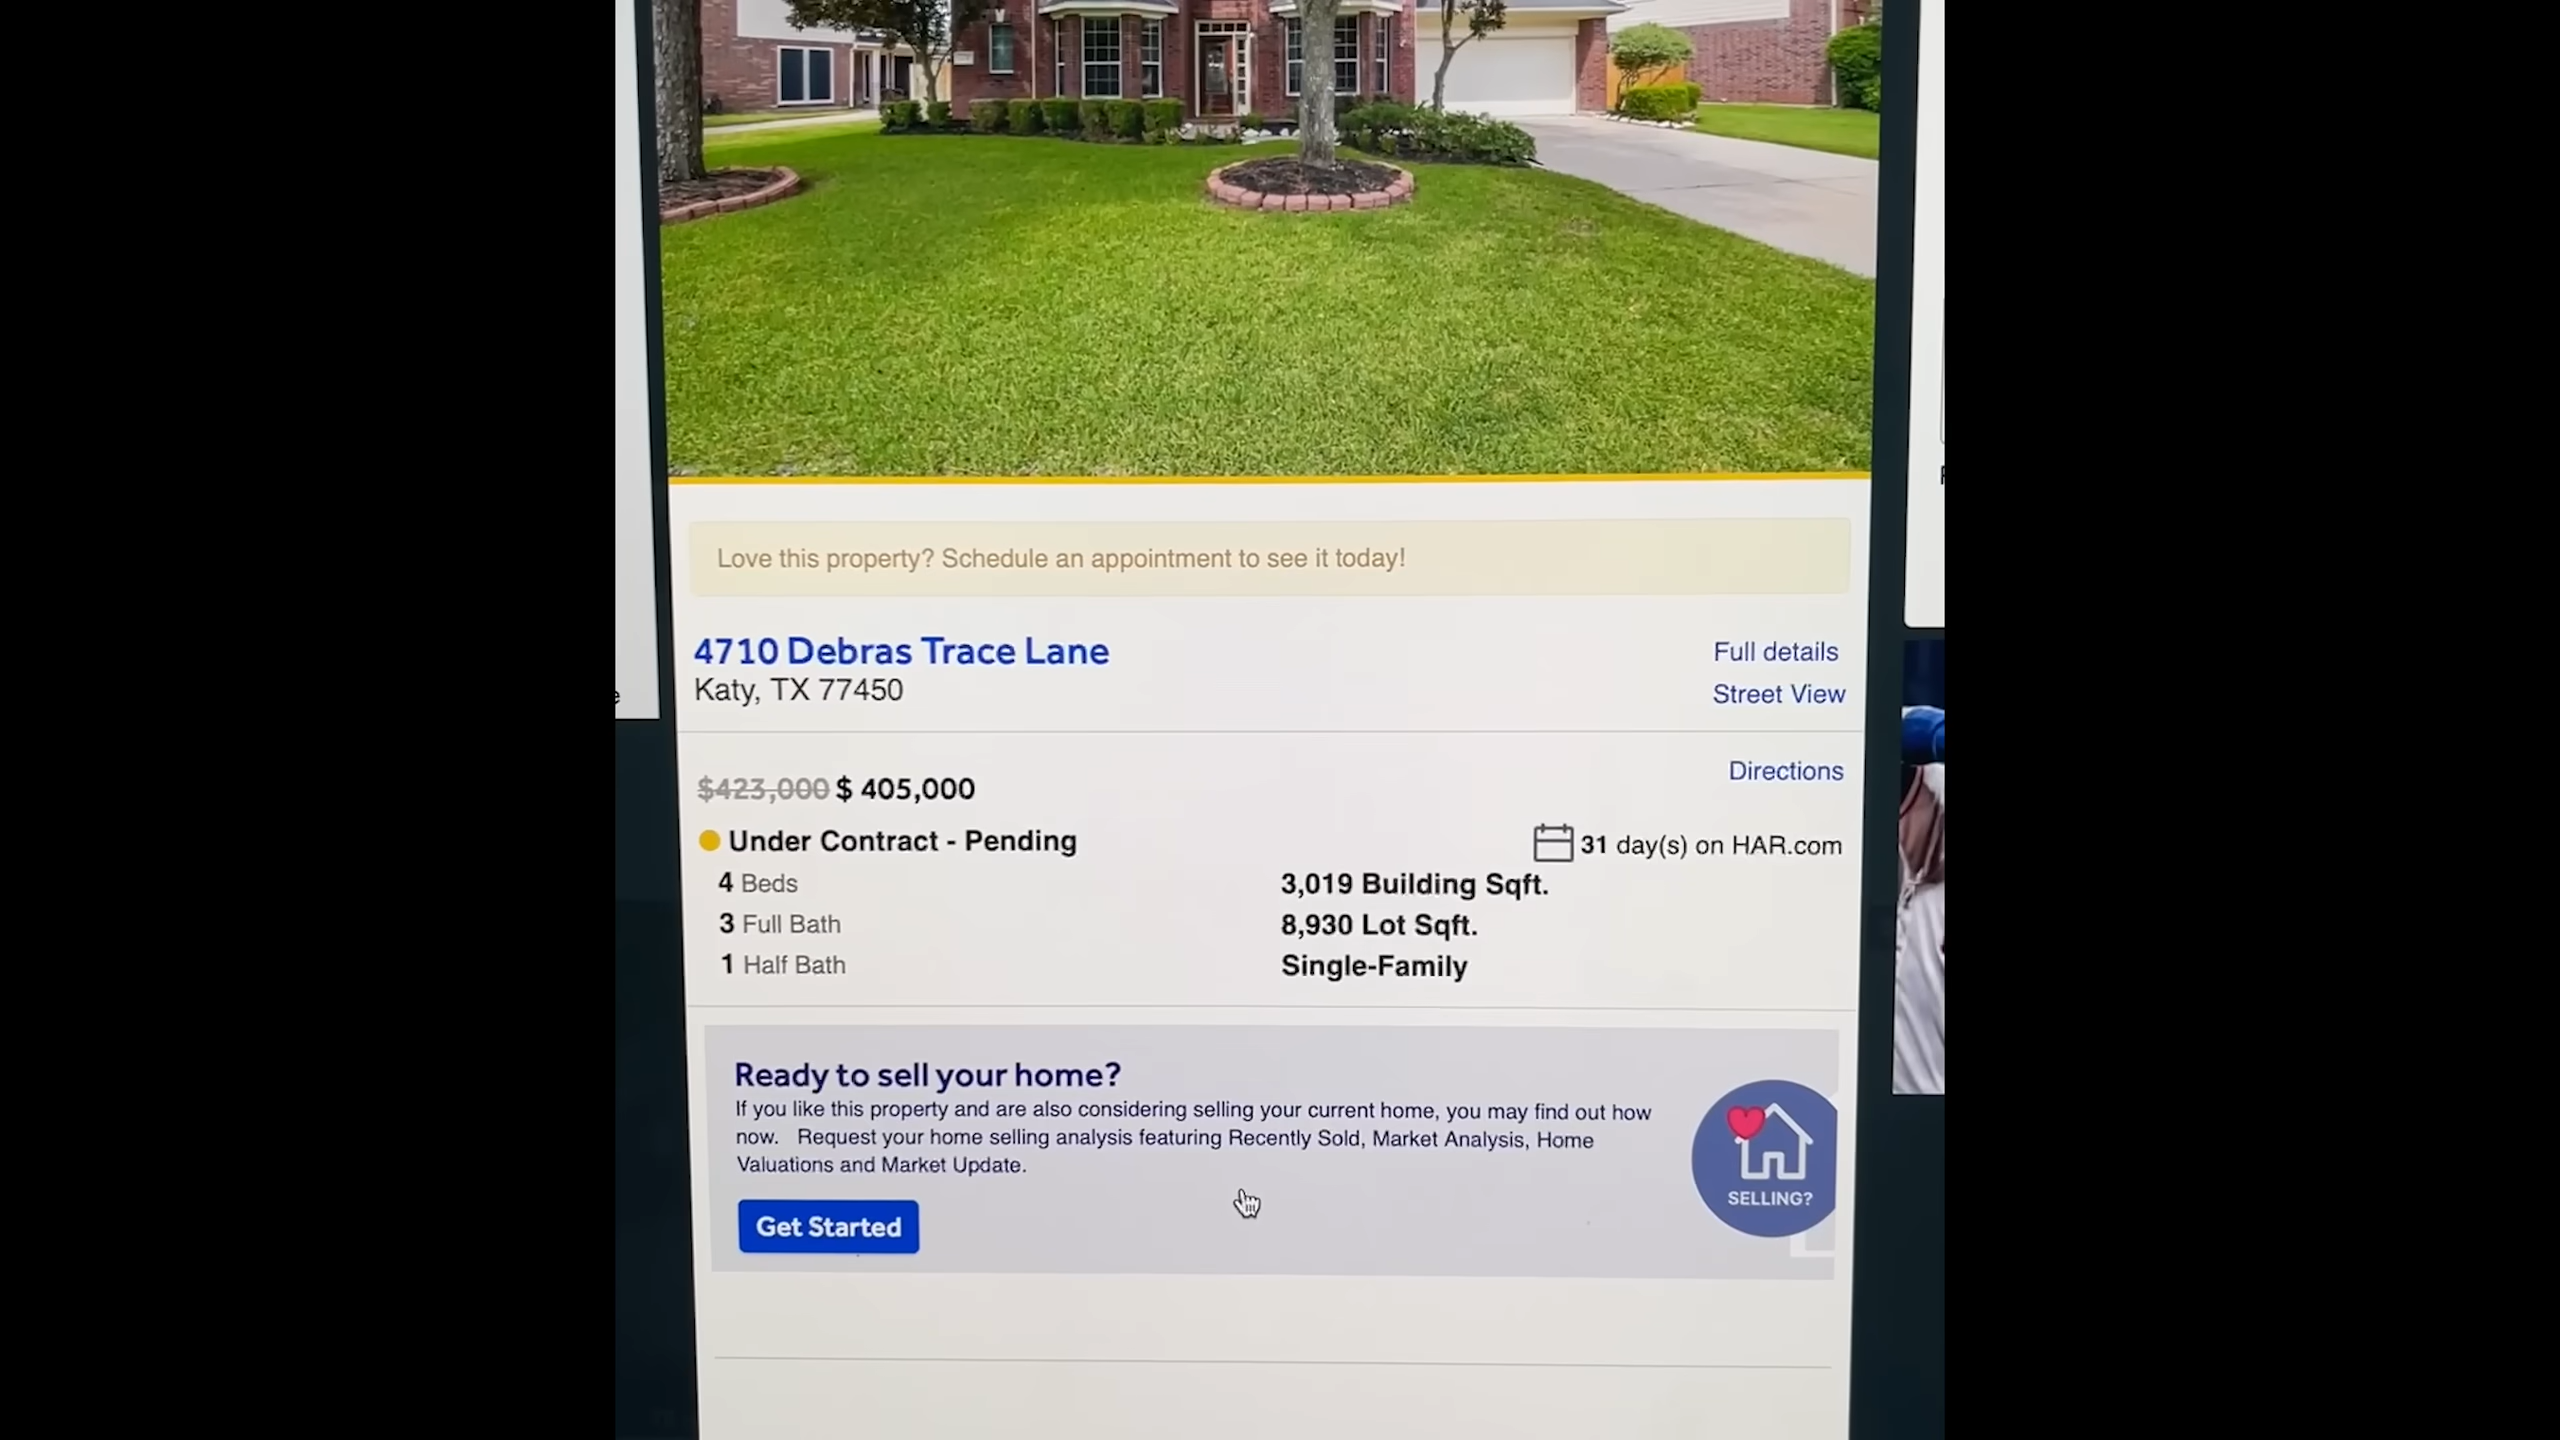 Love this property? Schedule an appointment to see it today!
4710 Debras Trace Lane
Full details
Katy, TX 77450
Street View
Directions
$423,000 $ 405,000
Under Contract - Pending
31 day(s) on HAR.com
4 Beds
3,019 Building Sqft.
3 Full Bath
8,930 Lot Sqft.
1 Half Bath
Single-Family
Ready to sell your home?
If you like this property and are also considering selling your current home, you may find out how
now. Request your home selling analysis featuring Recently Sold, Market Analysis, Home
Valuations and Market Update.
SELLING?
Get Started